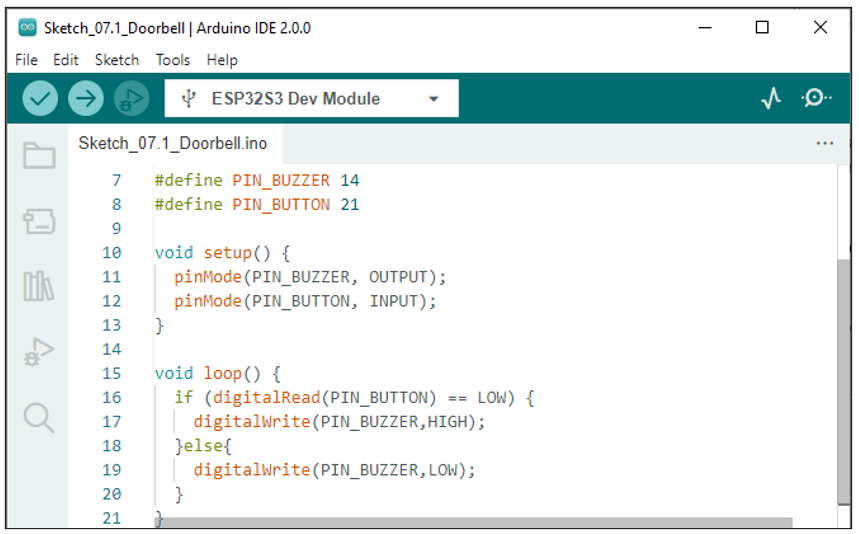 Sketch_07.1_Doorbell | Arduino IDE 2.0.0
File Edit Sketch Tools Help
ESP32S3 Dev Module
Sketch_07.1_Doorbell.ino
7 #define PIN_BUZZER 14
8 #define PIN_BUTTON 21
9
10 void setup() {
11   pinMode(PIN_BUZZER, OUTPUT);
12   pinMode(PIN_BUTTON, INPUT);
13 }
14
15 void loop() {
16   if (digitalRead(PIN_BUTTON) == LOW) {
17     digitalWrite(PIN_BUZZER,HIGH);
18   }else{
19     digitalWrite(PIN_BUZZER,LOW);
20   }
21 }